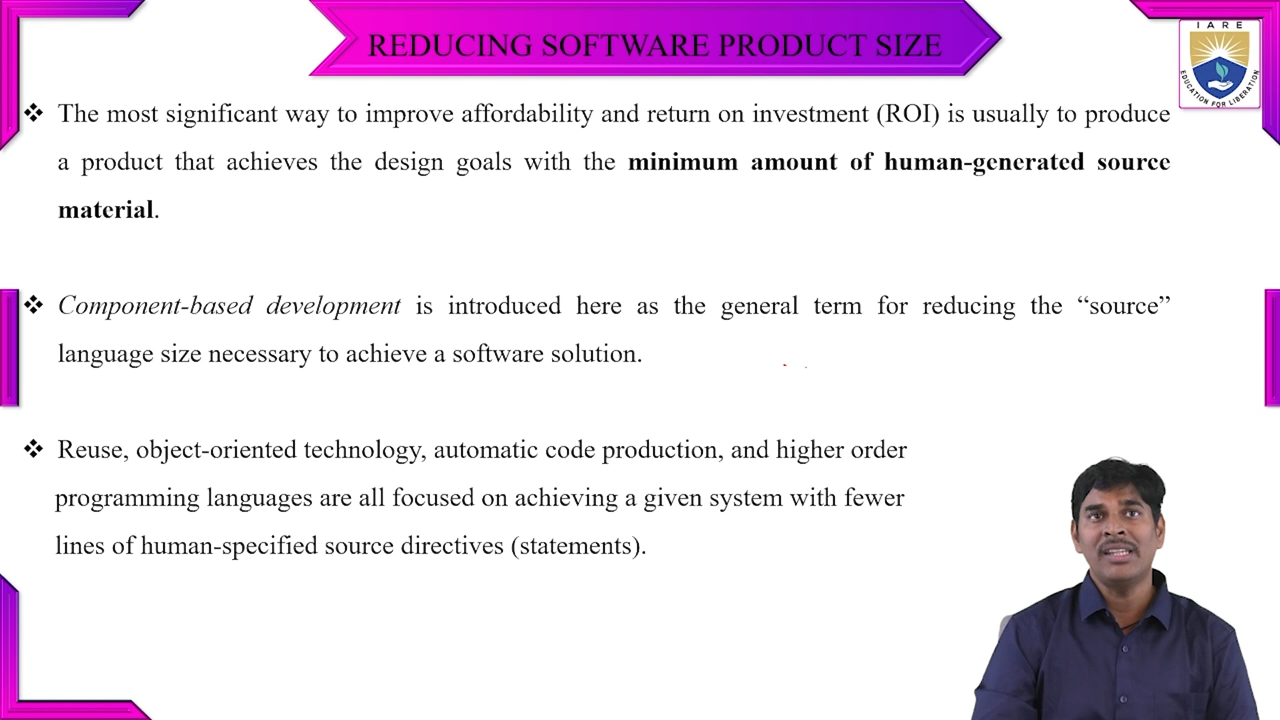 REDUCING SOFTWARE PRODUCT SIZE
I A R E
EDUCATION FOR LIBERATION
❖ The most significant way to improve affordability and return on investment (ROI) is usually to produce
a product that achieves the design goals with the minimum amount of human-generated source
material.
❖ Component-based development is introduced here as the general term for reducing the “source”
language size necessary to achieve a software solution.
❖ Reuse, object-oriented technology, automatic code production, and higher order
programming languages are all focused on achieving a given system with fewer
lines of human-specified source directives (statements).